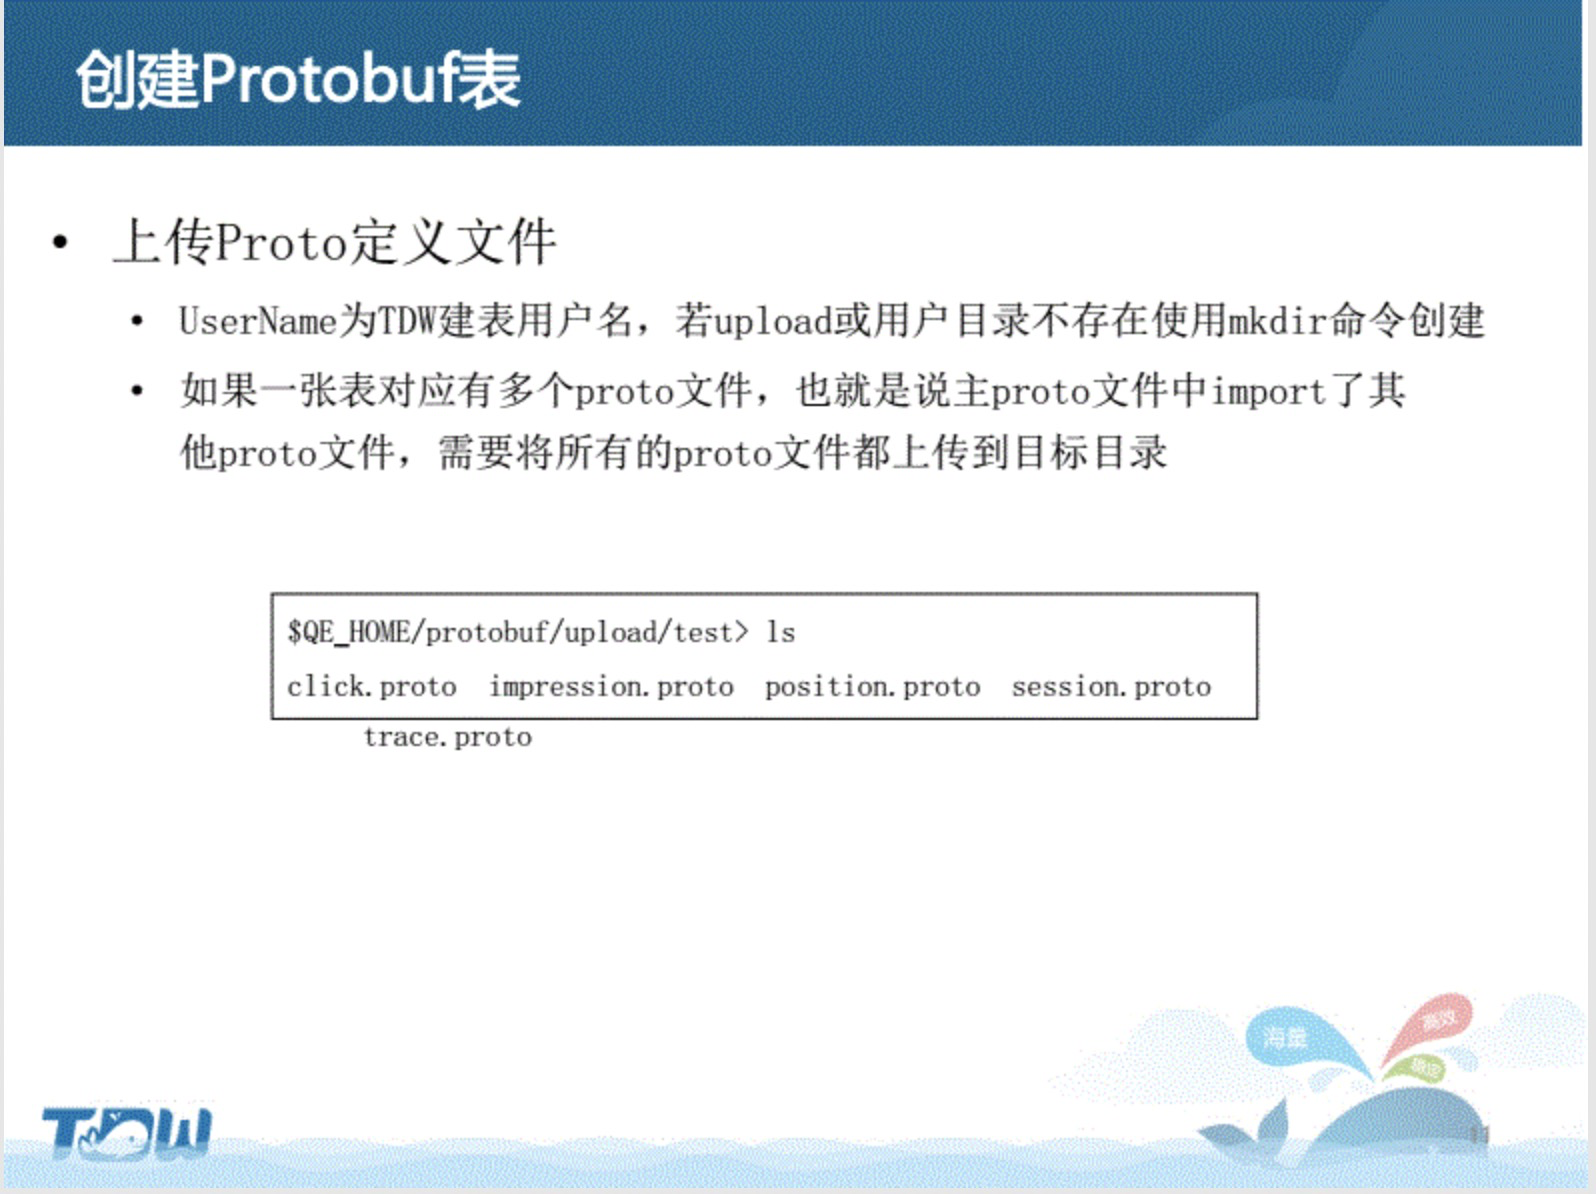 创建Protobuf表
• 上传Proto定义文件
• UserName为TDW建表用户名，若upload或用户目录不存在使用mkdir命令创建
• 如果一张表对应有多个proto文件，也就是说主proto文件中import了其
他proto文件，需要将所有的proto文件都上传到目标目录
$QE_HOME/protobuf/upload/test> ls
click.proto  impression.proto  position.proto  session.proto
trace.proto
海量
高效
稳定
TDW